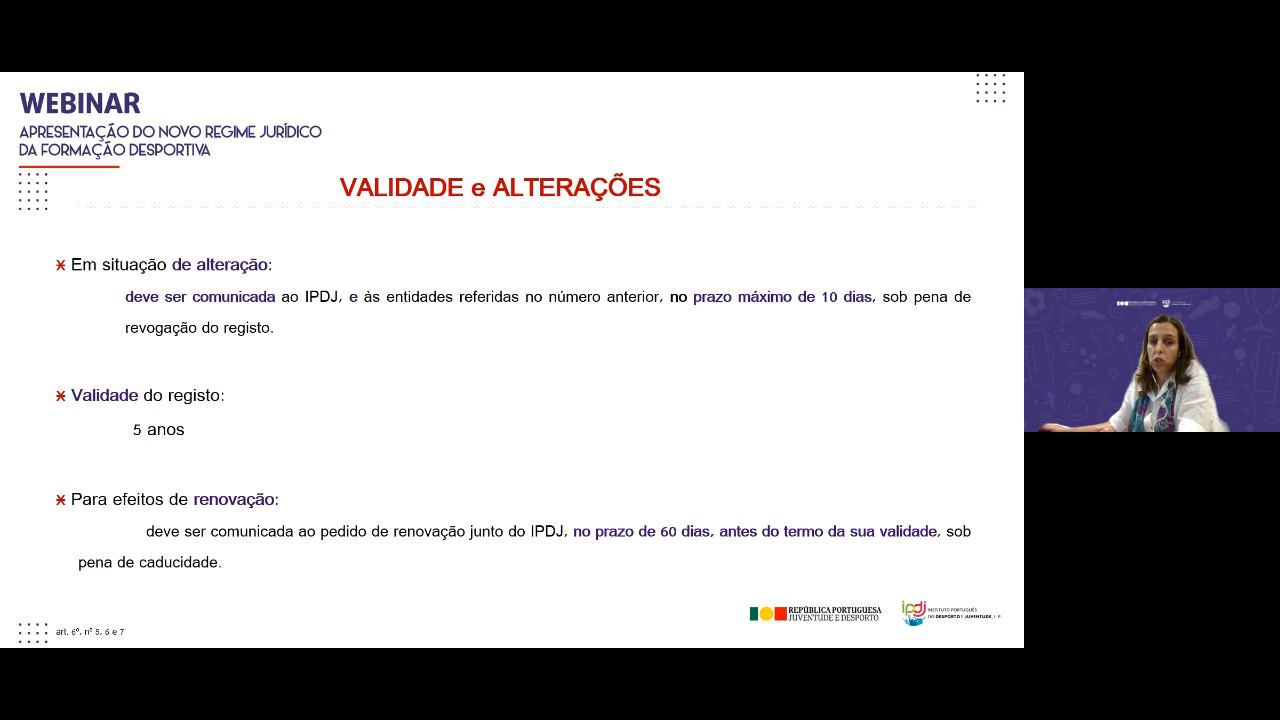 WEBINAR
APRESENTAÇÃO DO NOVO REGIME JURÍDICO
DA FORMAÇÃO DESPORTIVA
VALIDADE e ALTERAÇÕES
Em situação de alteração:
deve ser comunicada ao IPDJ, e às entidades referidas no número anterior, no prazo máximo de 10 dias, sob pena de
revogação do registo.
Validade do registo:
5 anos
Para efeitos de renovação:
deve ser comunicada ao pedido de renovação junto do IPDJ, no prazo de 60 dias, antes do termo da sua validade, sob
pena de caducidade.
REPÚBLICA PORTUGUESA
JUVENTUDE E DESPORTO
ipdj
INSTITUTO PORTUGUÊS
DO DESPORTO E JUVENTUDE, I. P.
art. 6º, nº 5, 6 e 7